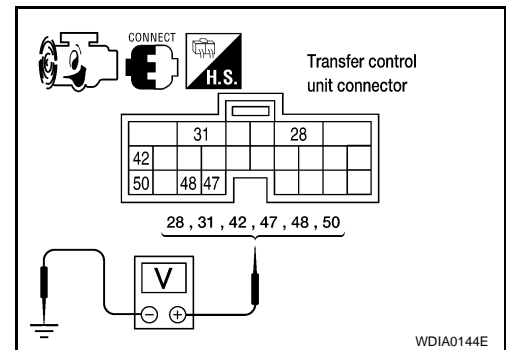 CONNECT
H.S.
Transfer control
unit connector
31 28
42
50 48 47
28 , 31 , 42 , 47 , 48 , 50
V
− +
WDIA0144E